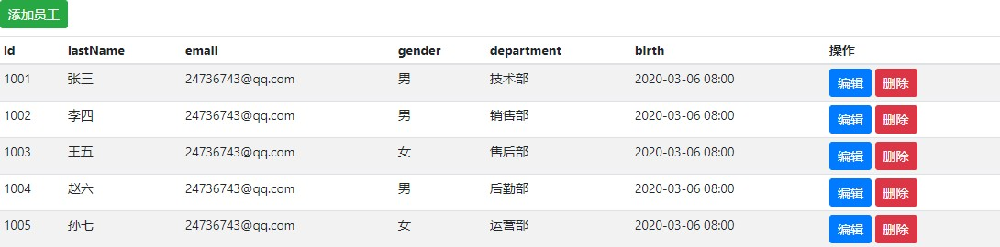 添加员工
id lastName email gender department birth 操作
1001 张三 24736743@qq.com 男 技术部 2020-03-06 08:00 编辑 删除
1002 李四 24736743@qq.com 男 销售部 2020-03-06 08:00 编辑 删除
1003 王五 24736743@qq.com 女 售后部 2020-03-06 08:00 编辑 删除
1004 赵六 24736743@qq.com 男 后勤部 2020-03-06 08:00 编辑 删除
1005 孙七 24736743@qq.com 女 运营部 2020-03-06 08:00 编辑 删除